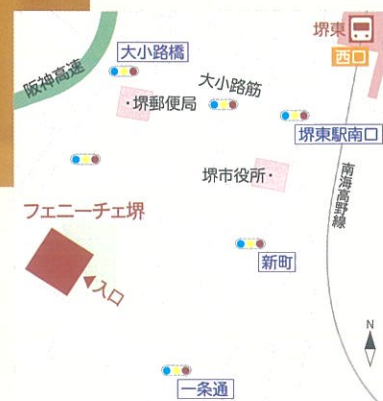 堺東
西口
大小路橋
阪神高速
大小路筋
・堺郵便局
堺東駅南口
堺市役所・
南海高野線
フェニーチェ堺
入口
新町
N
一条通